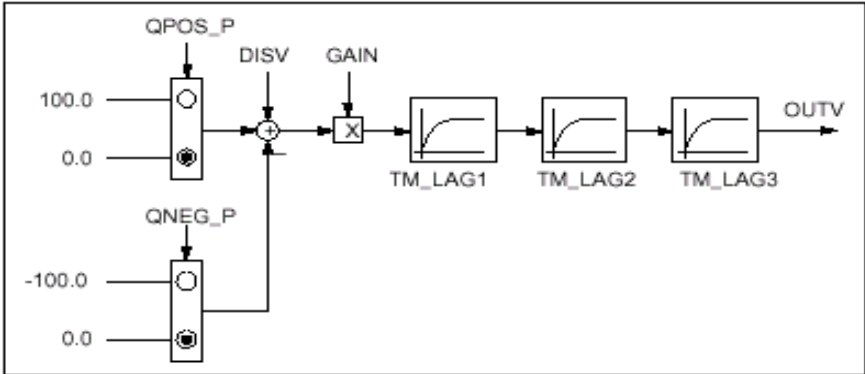 QPOS_P
DISV
GAIN
100.0
OUTV
+
X
0.0
TM_LAG1
TM_LAG2
TM_LAG3
QNEG_P
-100.0
0.0